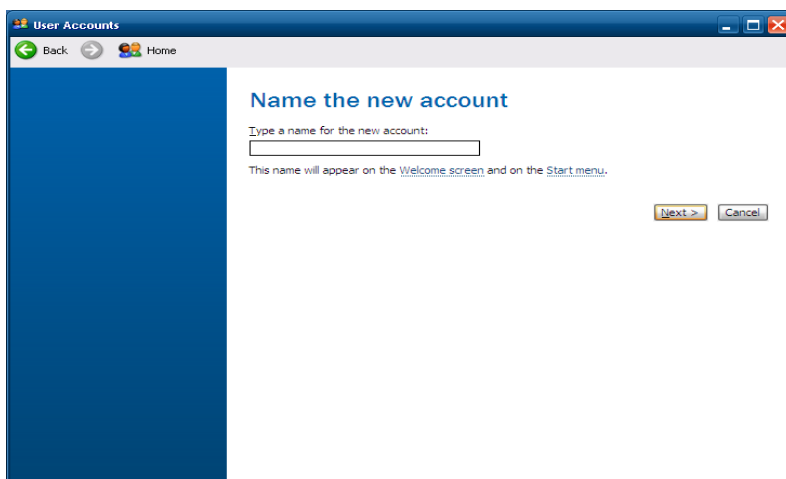 User Accounts
Back Home
Name the new account
Type a name for the new account:
This name will appear on the Welcome screen and on the Start menu.
Next > Cancel